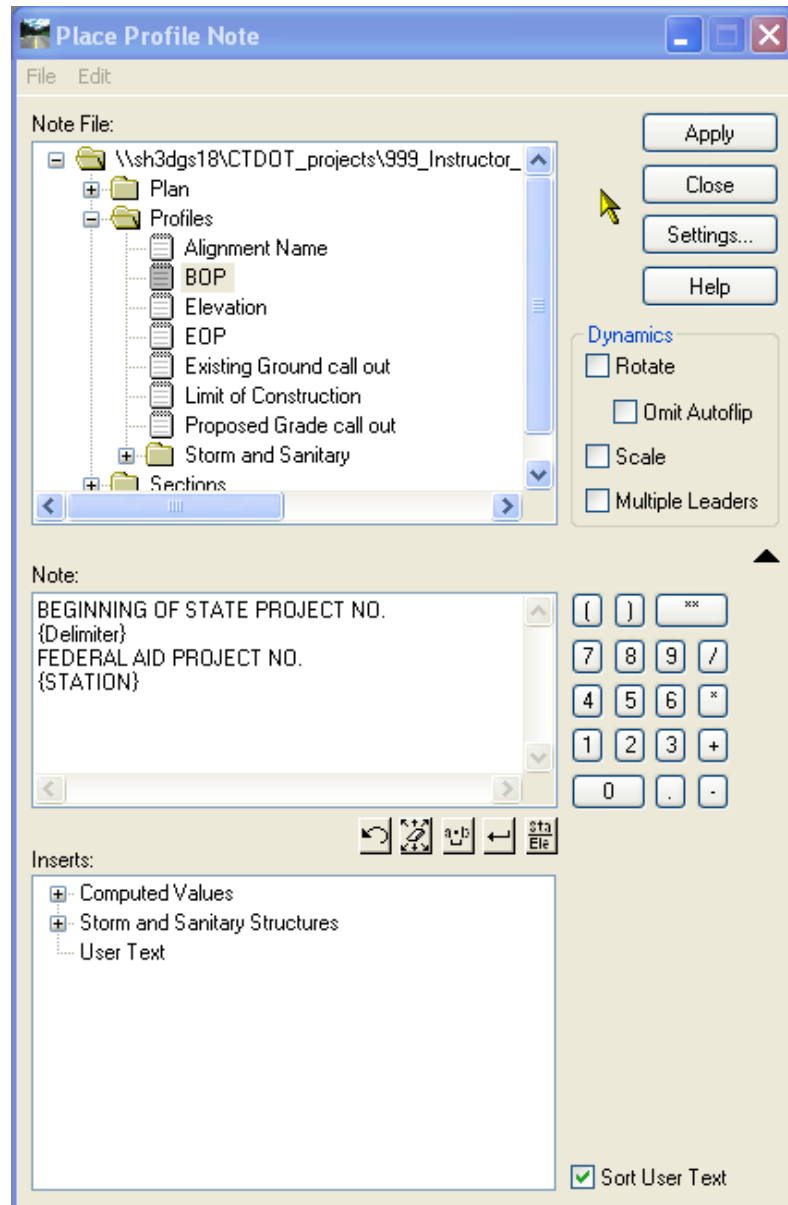 Place Profile Note
File Edit
Note File:
\\sh3dgs18\CTDOT_projects\999_Instructor_
Plan
Profiles
Alignment Name
BOP
Elevation
EOP
Existing Ground call out
Limit of Construction
Proposed Grade call out
Storm and Sanitary
Sections
Apply
Close
Settings...
Help
Dynamics
Rotate
Omit Autoflip
Scale
Multiple Leaders
Note:
BEGINNING OF STATE PROJECT NO.
{Delimiter}
FEDERAL AID PROJECT NO.
{STATION}
( ) **
7 8 9 /
4 5 6 *
1 2 3 +
0 . -
a b
Sta
Ele
Inserts:
Computed Values
Storm and Sanitary Structures
User Text
Sort User Text